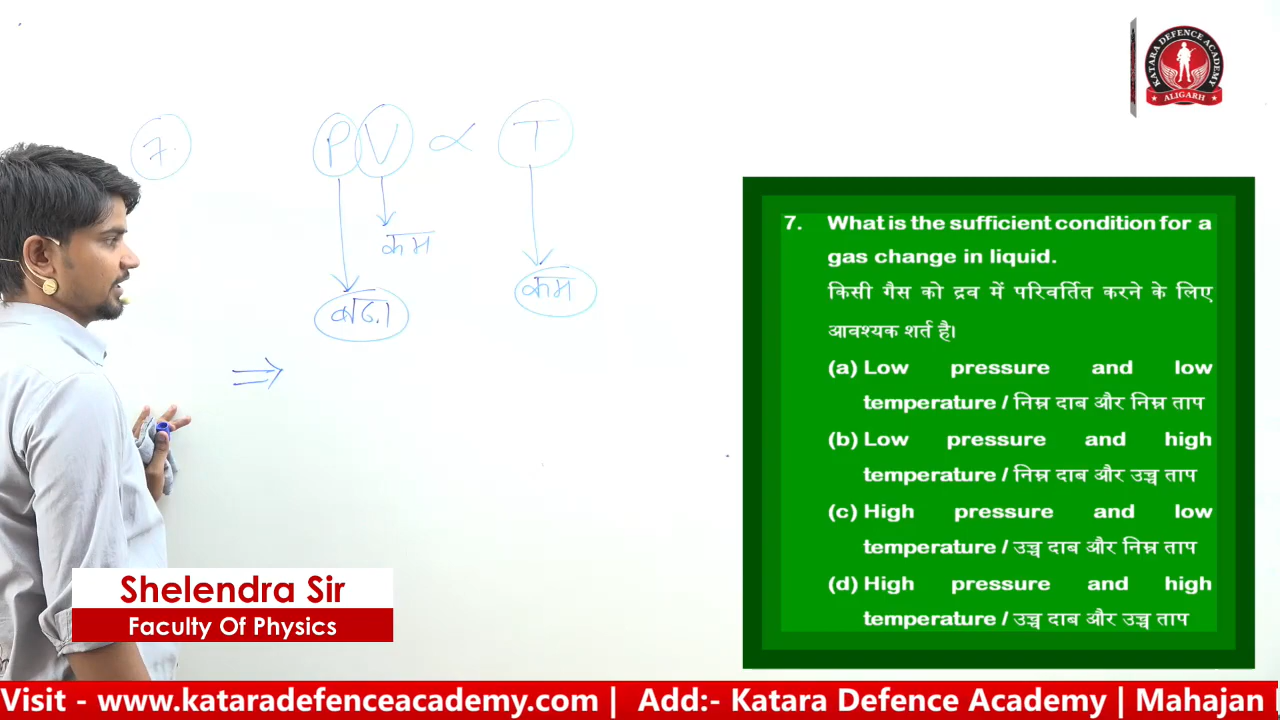 KATARA DEFENCE ACADEMY
ALIGARH
7.
P V ∝ T
कम
कम
बढ़ा
⇒
7. What is the sufficient condition for a
gas change in liquid.
किसी गैस को द्रव में परिवर्तित करने के लिए
आवश्यक शर्त है।
(a) Low pressure and low
temperature / निम्न दाब और निम्न ताप
(b) Low pressure and high
temperature / निम्न दाब और उच्च ताप
(c) High pressure and low
temperature / उच्च दाब और निम्न ताप
(d) High pressure and high
temperature / उच्च दाब और उच्च ताप
Shelendra Sir
Faculty Of Physics
Visit - www.kataradefenceacademy.com | Add:- Katara Defence Academy | Mahajan